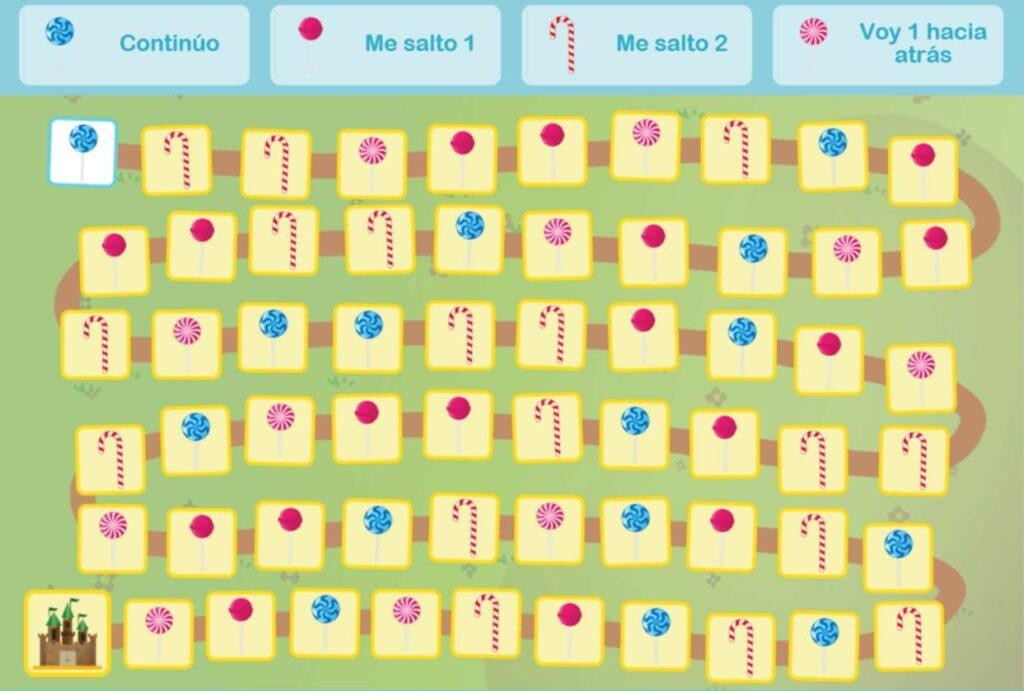 Continúo
Me salto 1
Me salto 2
Voy 1 hacia
atrás